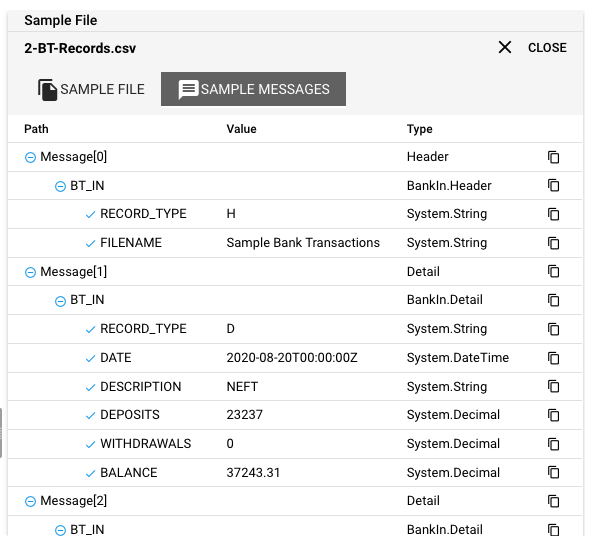 Sample File
2-BT-Records.csv CLOSE
SAMPLE FILE SAMPLE MESSAGES
Path Value Type
Message[0] Header
BT_IN BankIn.Header
RECORD_TYPE H System.String
FILENAME Sample Bank Transactions System.String
Message[1] Detail
BT_IN BankIn.Detail
RECORD_TYPE D System.String
DATE 2020-08-20T00:00:00Z System.DateTime
DESCRIPTION NEFT System.String
DEPOSITS 23237 System.Decimal
WITHDRAWALS 0 System.Decimal
BALANCE 37243.31 System.Decimal
Message[2] Detail
BT_IN BankIn.Detail